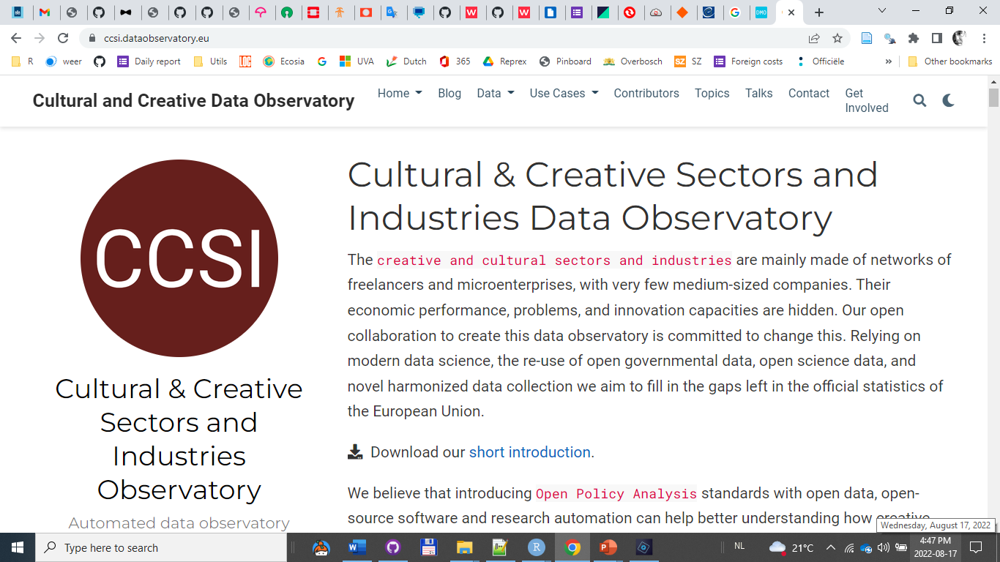 DMO
ccsi.dataobservatory.eu
R
weer
Daily report
Utils
Ecosia
UVA
Dutch
365
Reprex
Pinboard
Overbosch
SZ
SZ
Foreign costs
Officiële
»
Other bookmarks
Cultural and Creative Data Observatory
Home
Blog
Data
Use Cases
Contributors
Topics
Talks
Contact
Get
Involved
CCSI
Cultural & Creative
Sectors and
Industries
Observatory
Automated data observatory
Cultural & Creative Sectors and
Industries Data Observatory
The creative and cultural sectors and industries are mainly made of networks of
freelancers and microenterprises, with very few medium-sized companies. Their
economic performance, problems, and innovation capacities are hidden. Our open
collaboration to create this data observatory is committed to change this. Relying on
modern data science, the re-use of open governmental data, open science data, and
novel harmonized data collection we aim to fill in the gaps left in the official statistics of
the European Union.
Download our short introduction.
We believe that introducing Open Policy Analysis standards with open data, open-
source software and research automation can help better understanding how creative
Wednesday, August 17, 2022
Type here to search
NL
21°C
4:47 PM
2022-08-17